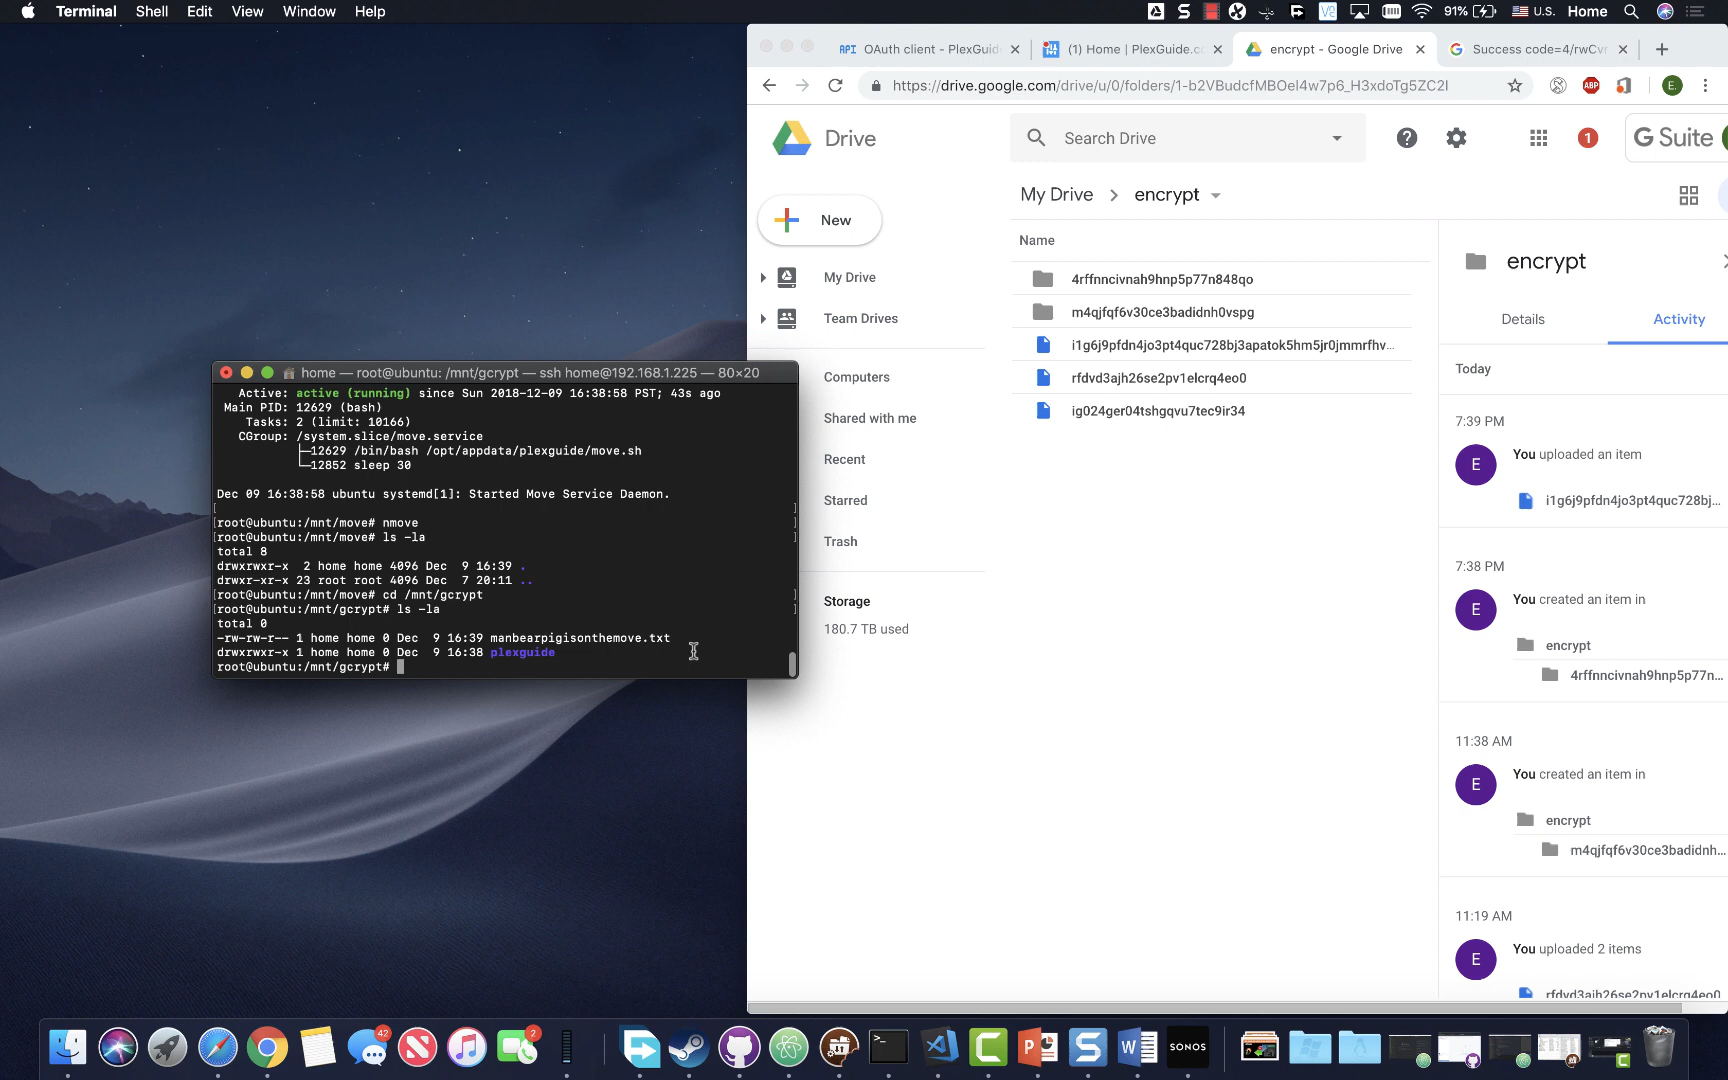 Terminal Shell Edit View Window Help
91% U.S. Home
API OAuth client - PlexGuid
(1) Home | PlexGuide.c
encrypt - Google Drive
Success code=4/rwCvr
https://drive.google.com/drive/u/0/folders/1-b2VBudcfMBOeI4w7p6_H3xdoTg5ZC2I
ABP
E.
Drive
Search Drive
1
G Suite
My Drive > encrypt
New
Name
encrypt
My Drive
4rffnncivnah9hnp5p77n848qo
Team Drives
m4qjfqf6v30ce3badidnh0vspg
Details
Activity
i1g6j9pfdn4jo3pt4quc728bj3apatok5hm5jr0jmmrfhv...
Computers
rfdvd3ajh26se2pv1elcrq4eo0
Shared with me
ig024ger04tshgqvu7tec9ir34
Recent
Starred
Trash
Storage
180.7 TB used
Today
7:39 PM
E
You uploaded an item
i1g6j9pfdn4jo3pt4quc728bj...
7:38 PM
E
You created an item in
encrypt
4rffnncivnah9hnp5p77n...
11:38 AM
E
You created an item in
encrypt
m4qjfqf6v30ce3badidnh...
11:19 AM
E
You uploaded 2 items
rfdvd3ajh26se2pv1elcrq4eo0
home — root@ubuntu: /mnt/gcrypt — ssh home@192.168.1.225 — 80×20
Active: active (running) since Sun 2018-12-09 16:38:58 PST; 43s ago
Main PID: 12629 (bash)
Tasks: 2 (limit: 10166)
CGroup: /system.slice/move.service
├─12629 /bin/bash /opt/appdata/plexguide/move.sh
└─12852 sleep 30
Dec 09 16:38:58 ubuntu systemd[1]: Started Move Service Daemon.
[ ]
[root@ubuntu:/mnt/move# nmove ]
[root@ubuntu:/mnt/move# ls -la ]
total 8
drwxrwxr-x  2 home home 4096 Dec  9 16:39 .
drwxr-xr-x 23 root root 4096 Dec  7 20:11 ..
[root@ubuntu:/mnt/move# cd /mnt/gcrypt ]
[root@ubuntu:/mnt/gcrypt# ls -la ]
total 0
-rw-rw-r-- 1 home home 0 Dec  9 16:39 manbearpigisonthemove.txt
drwxrwxr-x 1 home home 0 Dec  9 16:38 plexguide
root@ubuntu:/mnt/gcrypt#
42
2
SONOS